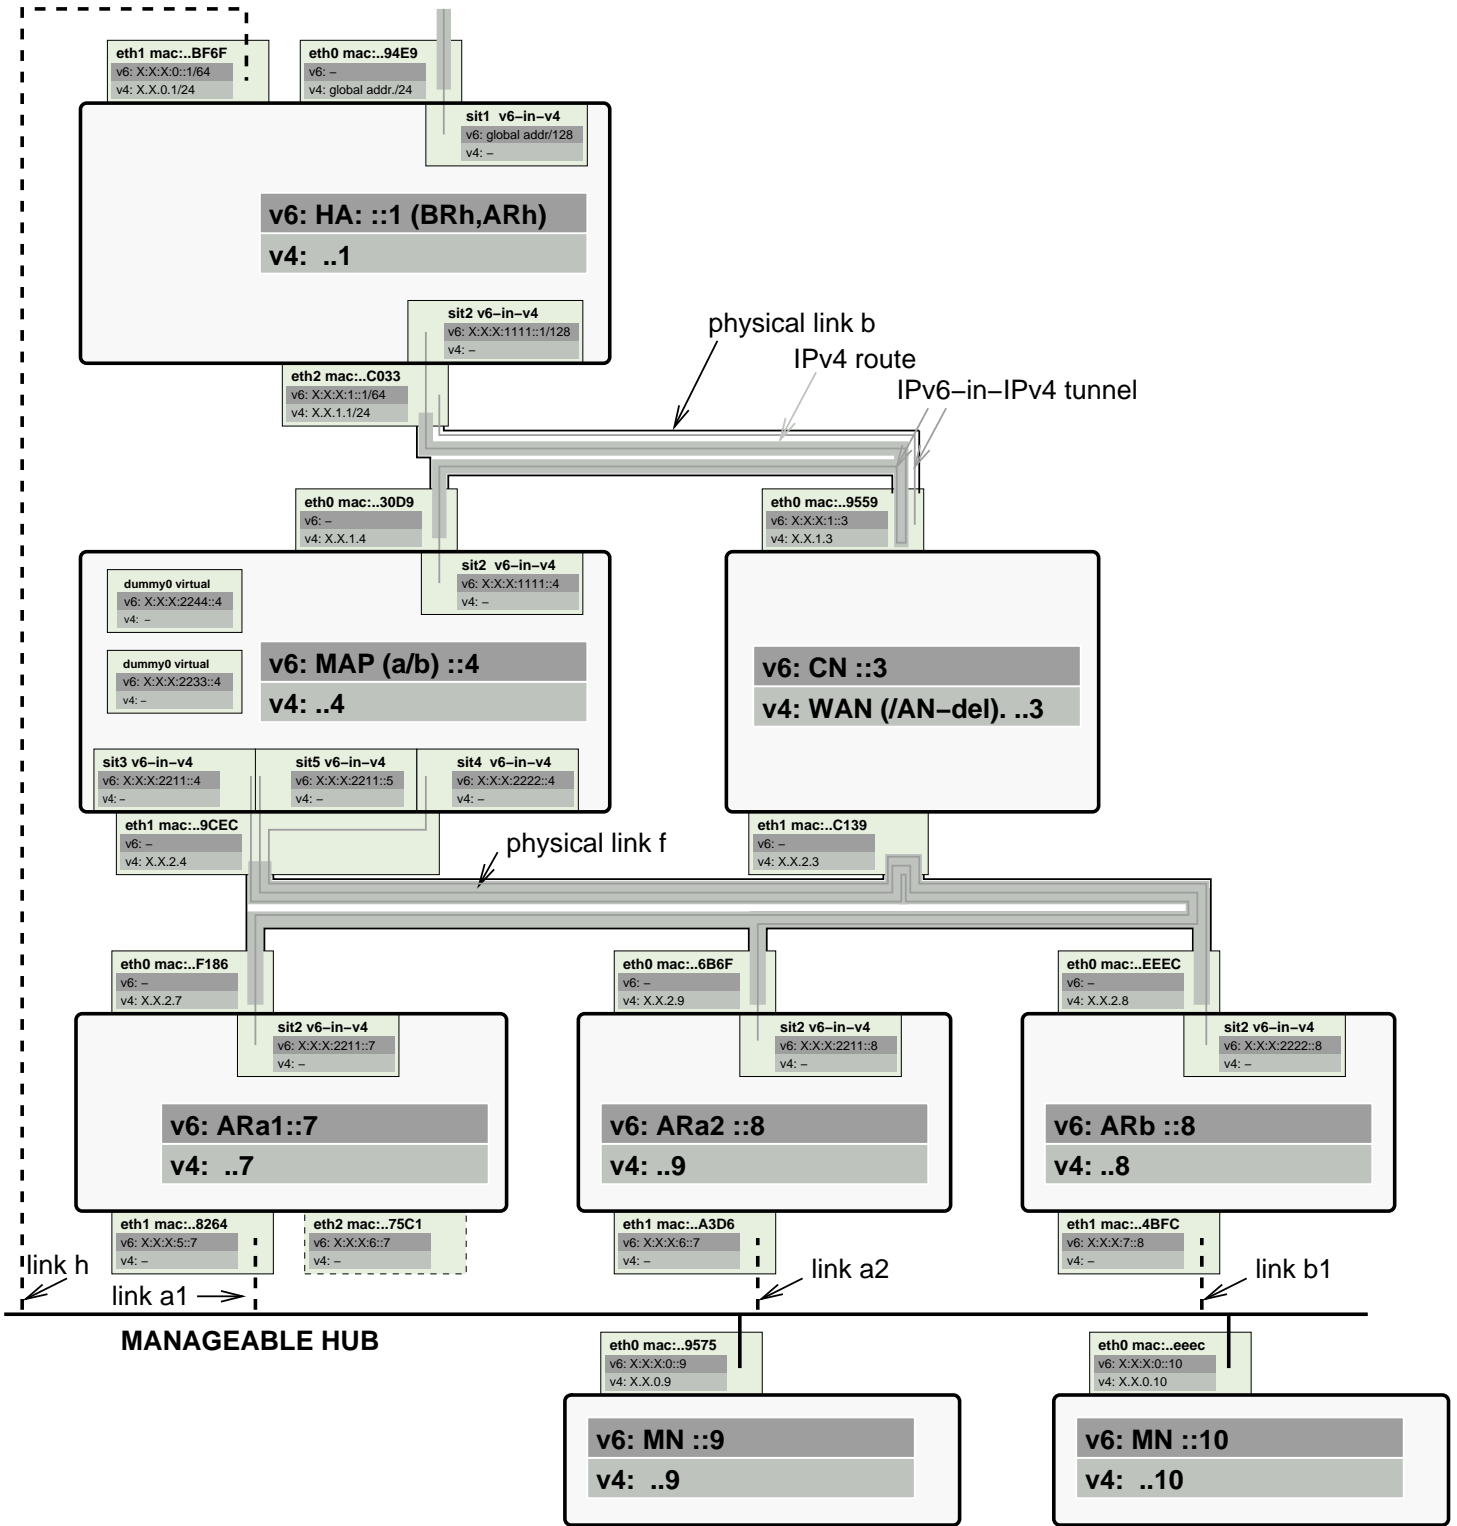 eth1 mac:..BF6F
v6: X:X:X:0::1/64
v4: X.X.0.1/24
eth0 mac:..94E9
v6: –
v4: global addr./24
sit1 v6–in–v4
v6: global addr/128
v4: –
v6: HA: ::1 (BRh,ARh)
v4: ..1
sit2 v6–in–v4
v6: X:X:X:1111::1/128
v4: –
eth2 mac:..C033
v6: X:X:X:1::1/64
v4: X.X.1.1/24
physical link b
IPv4 route
IPv6–in–IPv4 tunnel
eth0 mac:..30D9
v6: –
v4: X.X.1.4
eth0 mac:..9559
v6: X:X:X:1::3
v4: X.X.1.3
sit2 v6–in–v4
v6: X:X:X:1111::4
v4: –
dummy0 virtual
v6: X:X:X:2244::4
v4: –
dummy0 virtual
v6: X:X:X:2233::4
v4: –
v6: MAP (a/b) ::4
v4: ..4
v6: CN ::3
v4: WAN (/AN–del). ..3
sit3 v6–in–v4
v6: X:X:X:2211::4
v4: –
sit5 v6–in–v4
v6: X:X:X:2211::5
v4: –
sit4 v6–in–v4
v6: X:X:X:2222::4
v4: –
eth1 mac:..9CEC
v6: –
v4: X.X.2.4
physical link f
eth1 mac:..C139
v6: –
v4: X.X.2.3
eth0 mac:..F186
v6: –
v4: X.X.2.7
eth0 mac:..6B6F
v6: –
v4: X.X.2.9
eth0 mac:..EEEC
v6: –
v4: X.X.2.8
sit2 v6–in–v4
v6: X:X:X:2211::7
v4: –
sit2 v6–in–v4
v6: X:X:X:2211::8
v4: –
sit2 v6–in–v4
v6: X:X:X:2222::8
v4: –
v6: ARa1::7
v4: ..7
v6: ARa2 ::8
v4: ..9
v6: ARb ::8
v4: ..8
eth1 mac:..8264
v6: X:X:X:5::7
v4: –
eth2 mac:..75C1
v6: X:X:X:6::7
v4: –
eth1 mac:..A3D6
v6: X:X:X:6::7
v4: –
eth1 mac:..4BFC
v6: X:X:X:7::8
v4: –
link h
link a1
link a2
link b1
MANAGEABLE HUB
eth0 mac:..9575
v6: X:X:X:0::9
v4: X.X.0.9
eth0 mac:..eeec
v6: X:X:X:0::10
v4: X.X.0.10
v6: MN ::9
v4: ..9
v6: MN ::10
v4: ..10